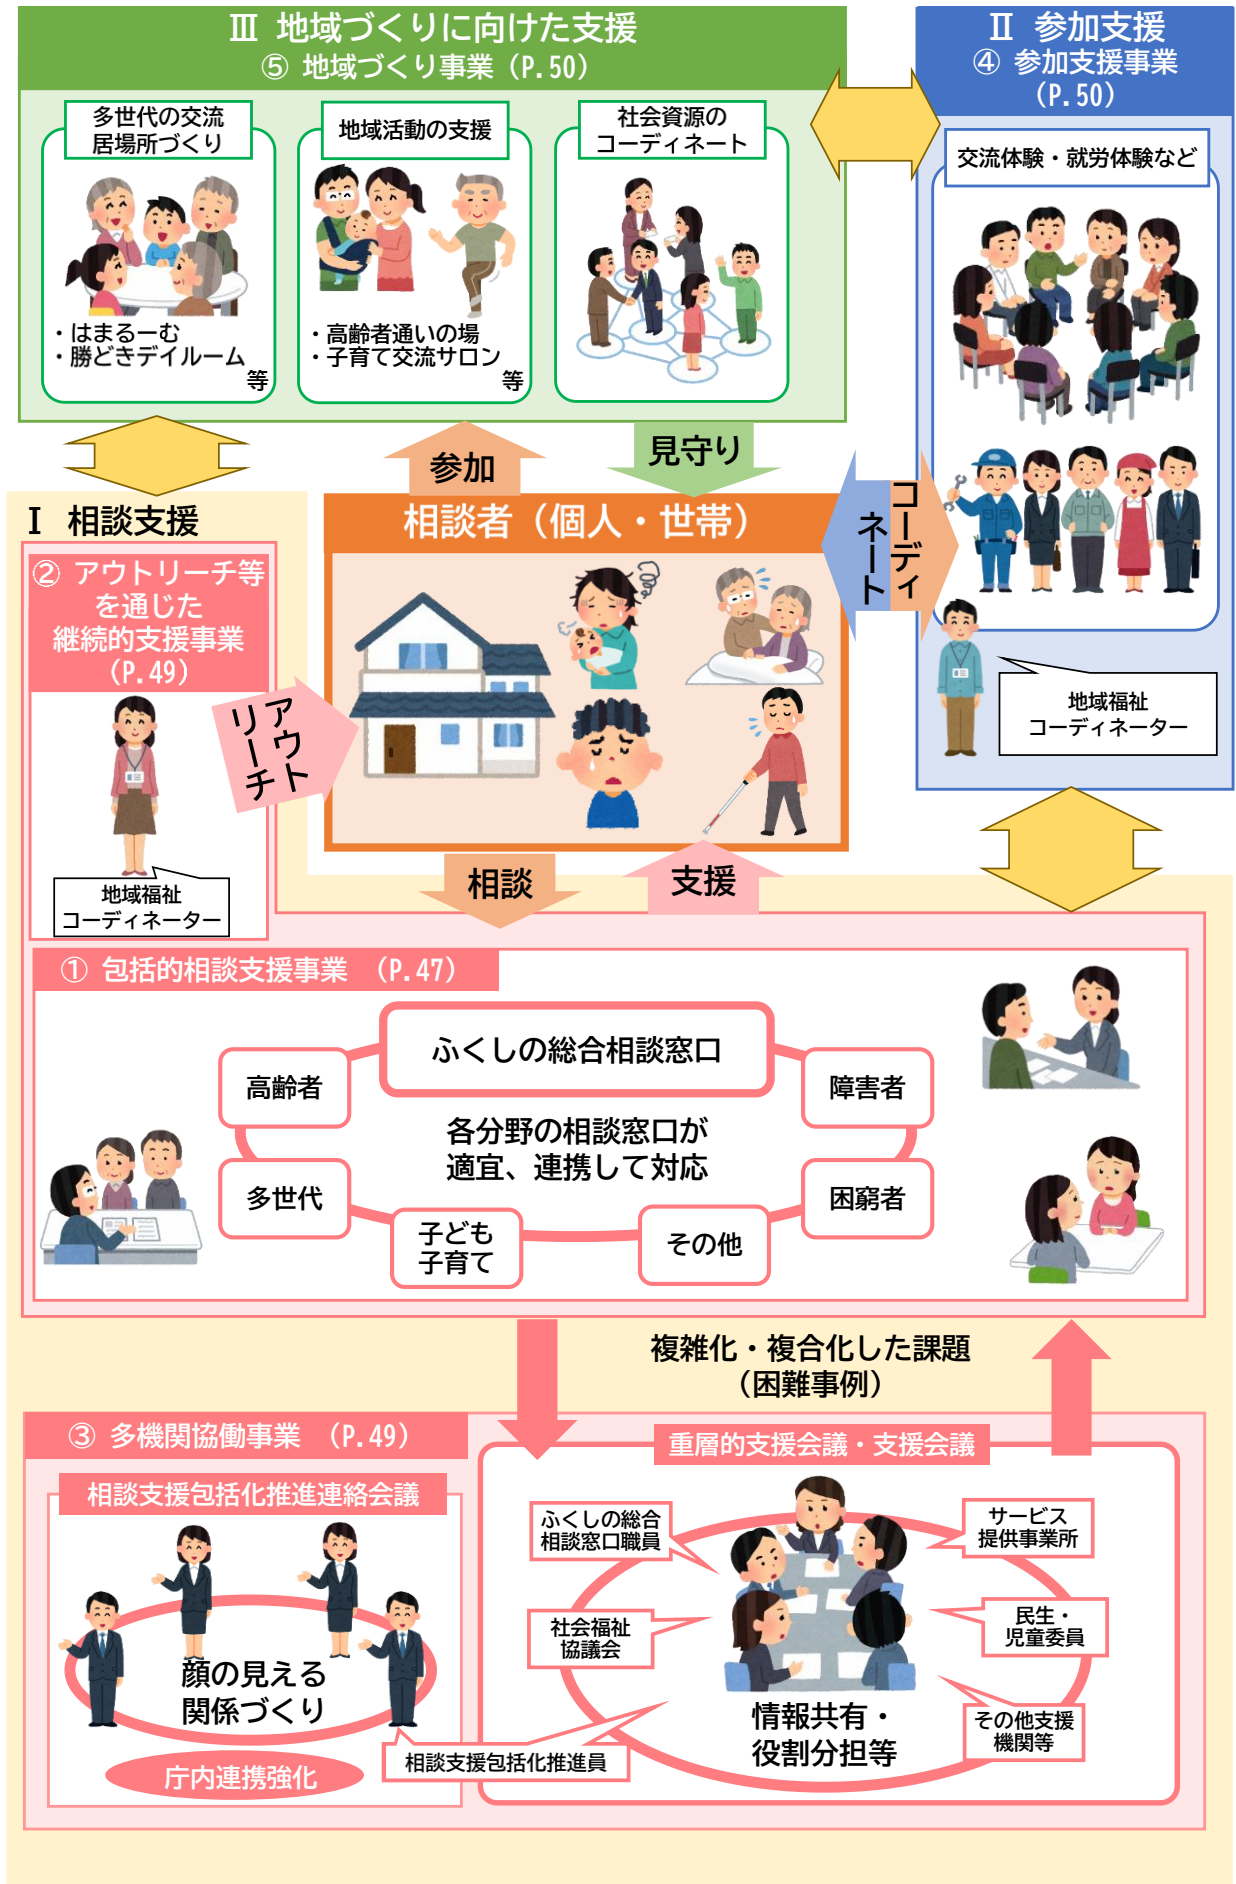 Ⅲ 地域づくりに向けた支援
⑤ 地域づくり事業（P.50）
多世代の交流
居場所づくり
・はまるーむ
・勝どきデイルーム
等
地域活動の支援
・高齢者通いの場
・子育て交流サロン
等
社会資源の
コーディネート
Ⅱ 参加支援
④ 参加支援事業
（P.50）
交流体験・就労体験など
地域福祉
コーディネーター
参加
見守り
コーディ
ネート
相談者（個人・世帯）
Ⅰ 相談支援
② アウトリーチ等
を通じた
継続的支援事業
（P.49）
アウト
リーチ
地域福祉
コーディネーター
相談
支援
① 包括的相談支援事業 （P.47）
ふくしの総合相談窓口
高齢者
障害者
各分野の相談窓口が
適宜、連携して対応
多世代
困窮者
子ども
子育て
その他
複雑化・複合化した課題
（困難事例）
③ 多機関協働事業 （P.49）
相談支援包括化推進連絡会議
顔の見える
関係づくり
庁内連携強化
相談支援包括化推進員
重層的支援会議・支援会議
ふくしの総合
相談窓口職員
サービス
提供事業所
社会福祉
協議会
民生・
児童委員
その他支援
機関等
情報共有・
役割分担等